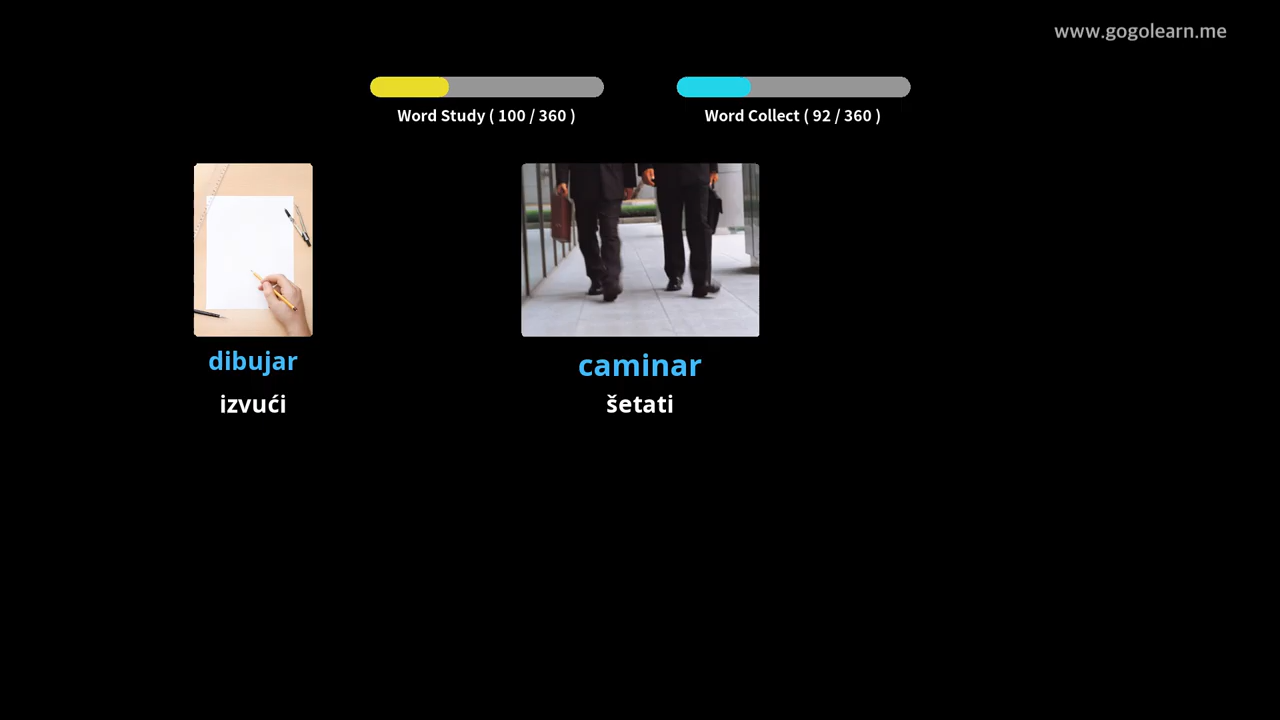 www.gogolearn.me
Word Study ( 100 / 360 )
Word Collect ( 92 / 360 )
dibujar
izvući
caminar
šetati